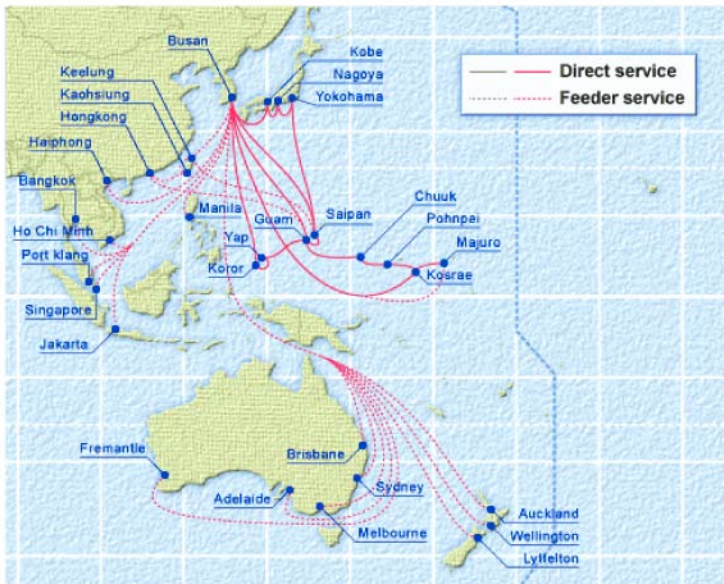 Busan
Kobe
Keelung
Nagoya
Direct service
Kaohsiung
Yokohama
Feeder service
Hongkong
Haiphong
Bangkok
Chuuk
Manila
Saipan
Guam
Pohnpei
Ho Chi Minh
Yap
Majuro
Port klang
Koror
Kosrae
Singapore
Jakarta
Fremantle
Brisbane
Adelaide
Sydney
Auckland
Melbourne
Wellington
Lylfelton